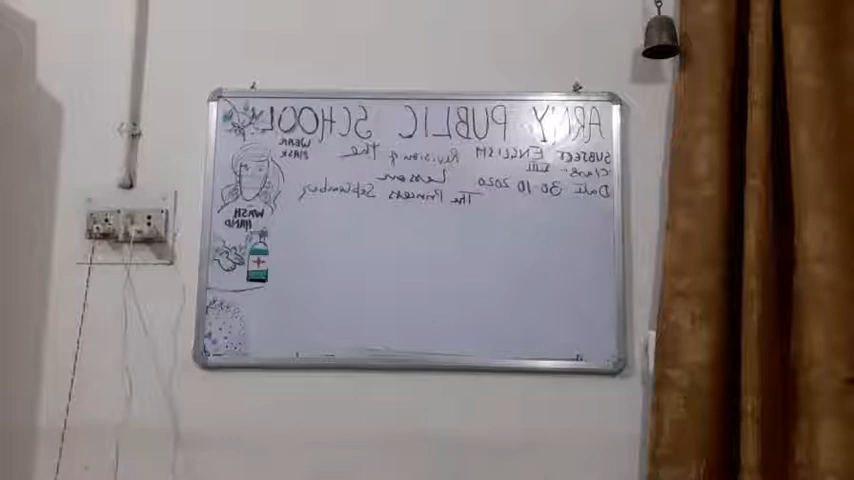 ARMY PUBLIC SCHOOL
SUBJECT ENGLISH Revision of The
Class:- VIII Lesson
Date 30 10 2020 The Princess September
WEAR
MASK
WASH
HAND